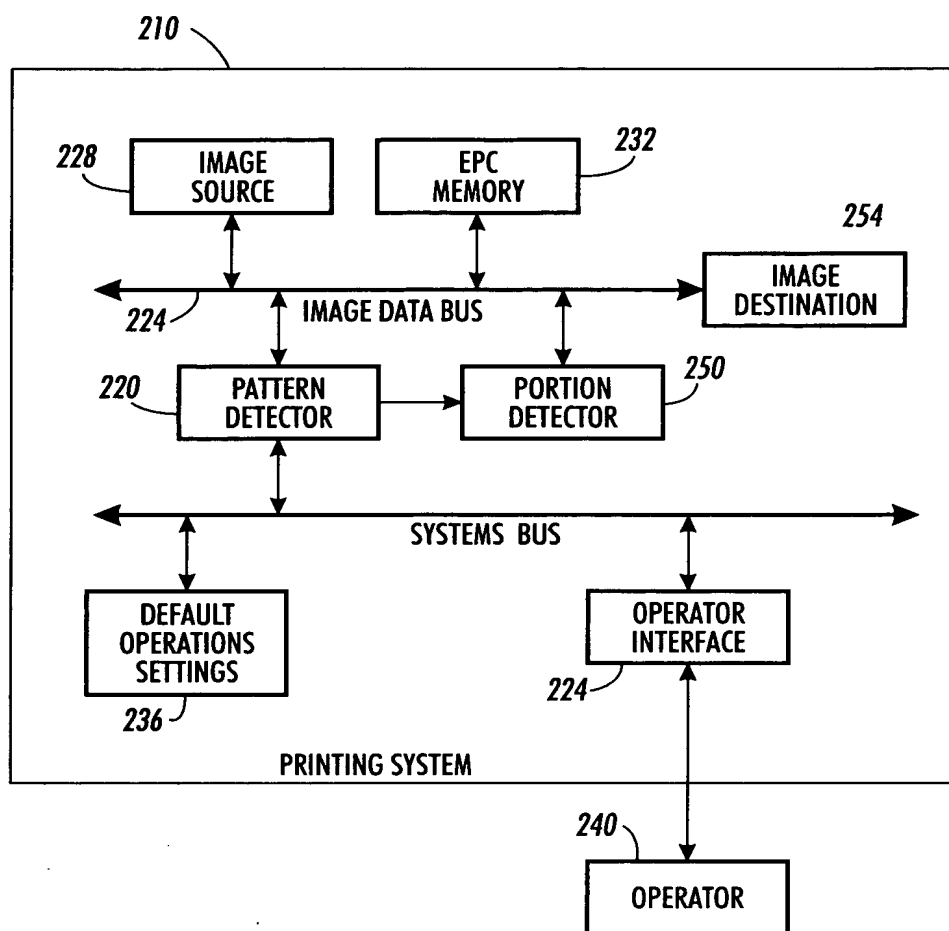 210
228
IMAGE
SOURCE
EPC
MEMORY
232
254
IMAGE
DESTINATION
224
IMAGE DATA BUS
220
PATTERN
DETECTOR
PORTION
DETECTOR
250
SYSTEMS BUS
DEFAULT
OPERATIONS
SETTINGS
236
OPERATOR
INTERFACE
224
PRINTING SYSTEM
240
OPERATOR